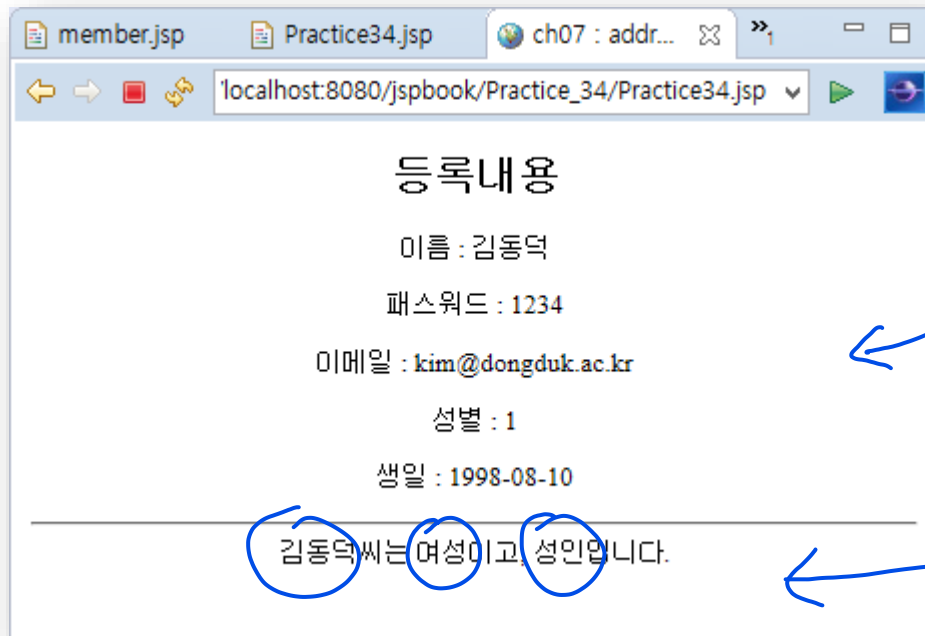 member.jsp Practice34.jsp ch07 : addr... »1
'localhost:8080/jspbook/Practice_34/Practice34.jsp
등록내용
이름 : 김동덕
패스워드 : 1234
이메일 : kim@dongduk.ac.kr
성별 : 1
생일 : 1998-08-10
김동덕씨는 여성이고, 성인입니다.